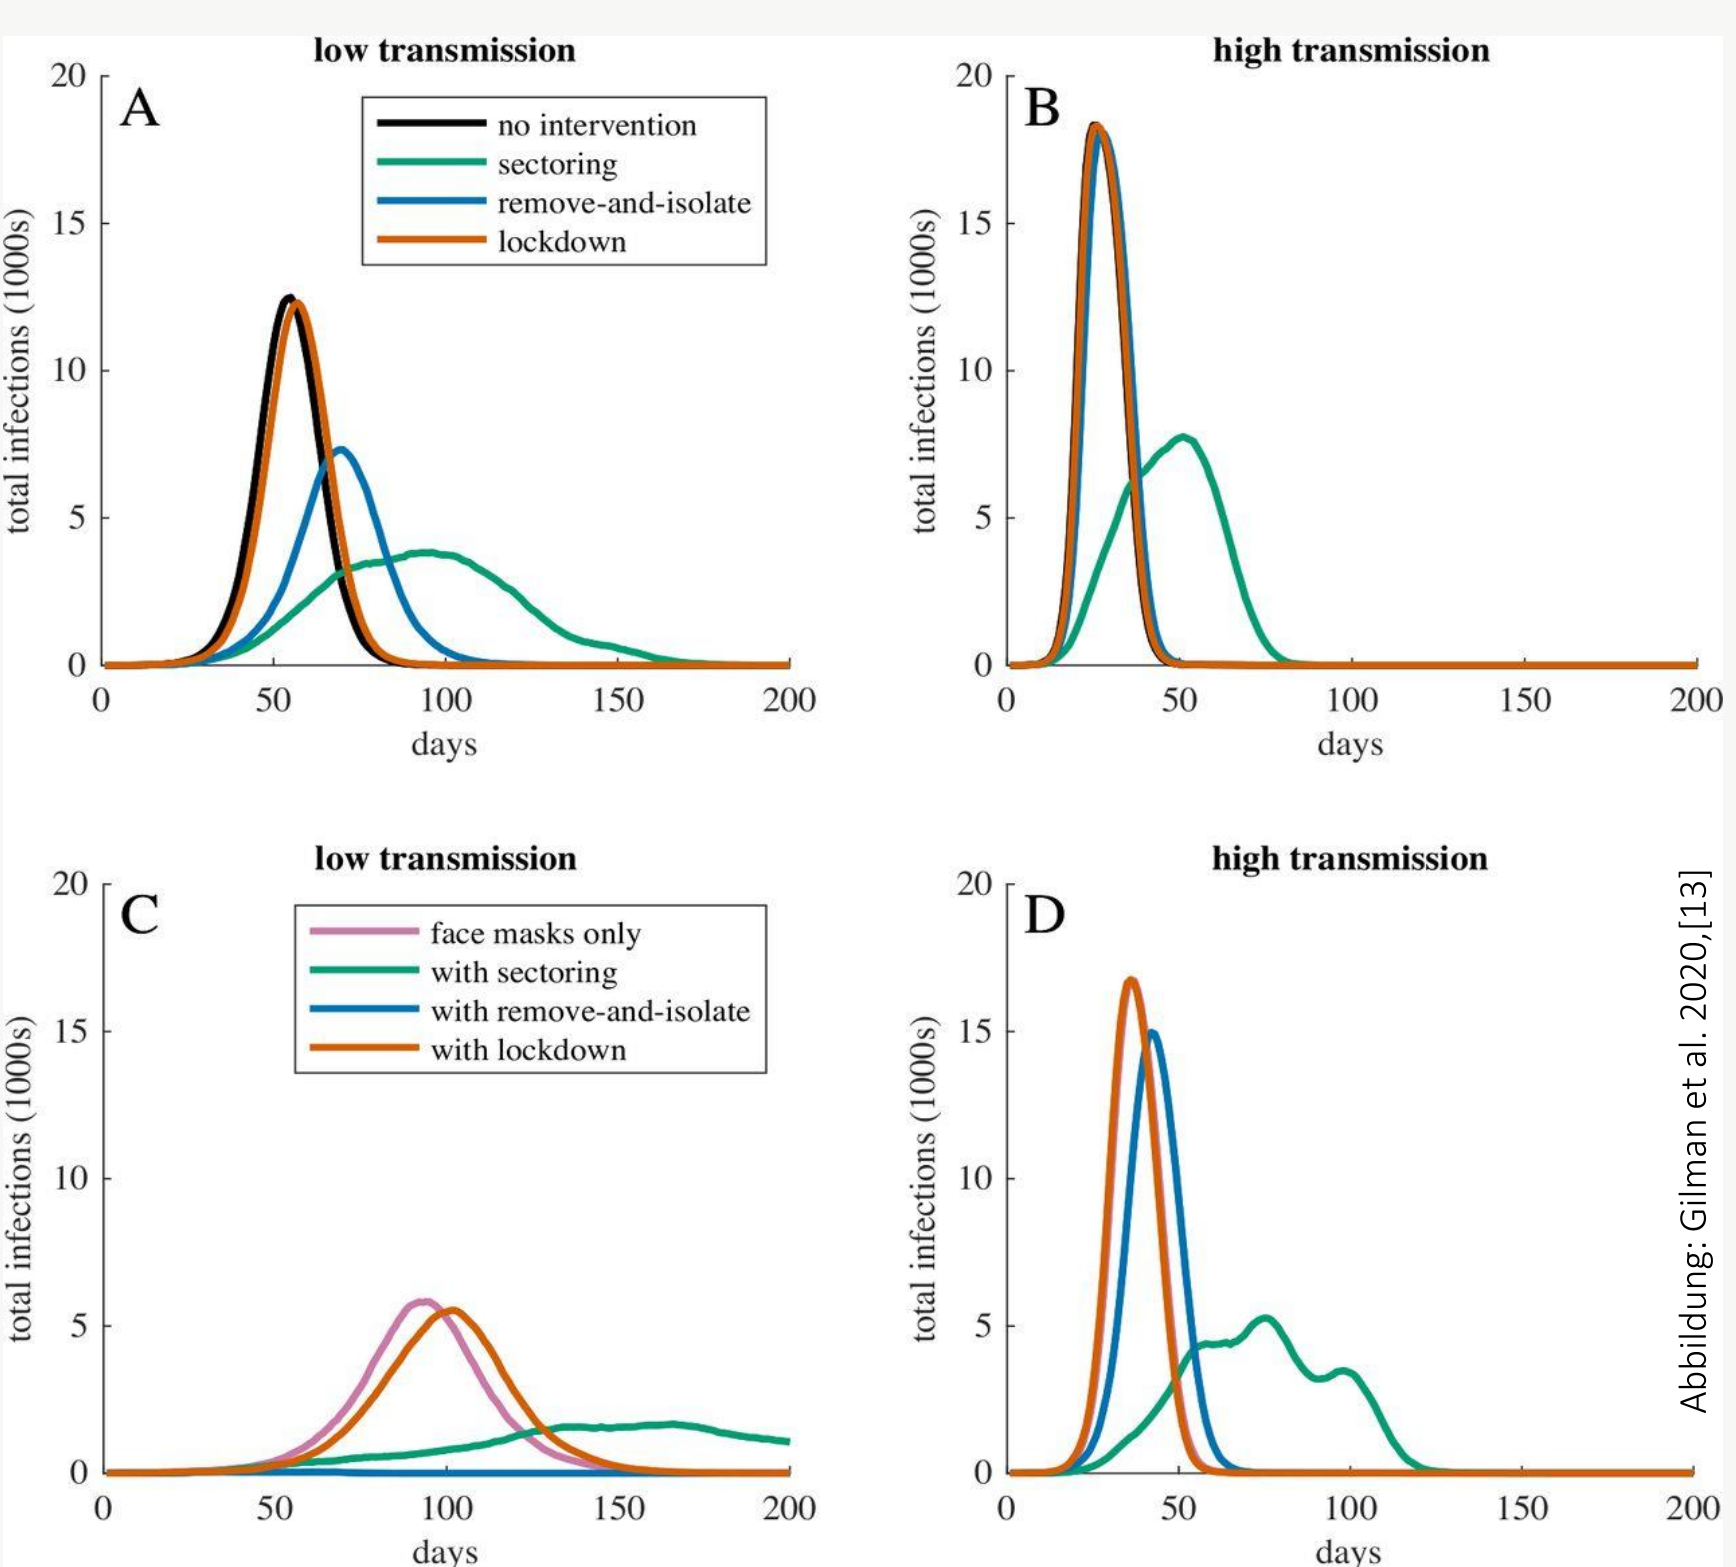 low transmission
A
20
15
10
5
0
total infections (1000s)
no intervention
sectoring
remove-and-isolate
lockdown
0 50 100 150 200
days
high transmission
B
20
15
10
5
0
total infections (1000s)
0 50 100 150 200
days
low transmission
C
20
15
10
5
0
total infections (1000s)
face masks only
with sectoring
with remove-and-isolate
with lockdown
0 50 100 150 200
days
high transmission
D
20
15
10
5
0
total infections (1000s)
0 50 100 150 200
days
Abbildung: Gilman et al. 2020,[13]